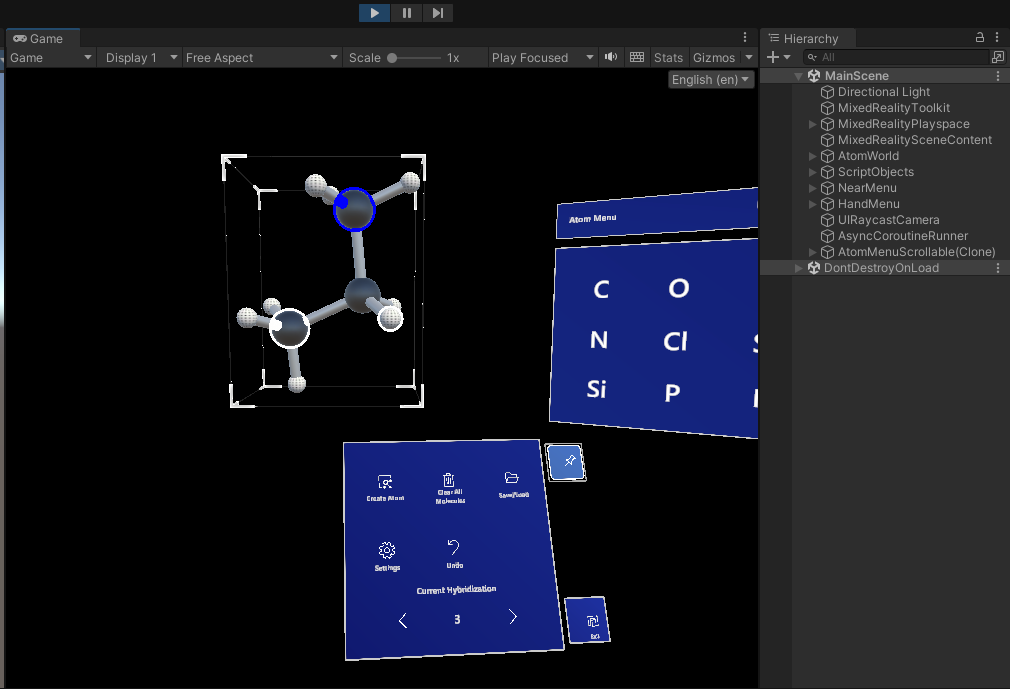 Game
Hierarchy
Game
Display 1
Free Aspect
Scale
1x
Play Focused
Stats
Gizmos
All
English (en)
MainScene
Directional Light
MixedRealityToolkit
MixedRealityPlayspace
MixedRealitySceneContent
AtomWorld
ScriptObjects
NearMenu
HandMenu
UIRaycastCamera
AsyncCoroutineRunner
AtomMenuScrollable(Clone)
DontDestroyOnLoad
Atom Menu
C
O
N
Cl
Si
P
Create Atom
Clear All
Molecules
Save/Load
Settings
Undo
Current Hybridization
3